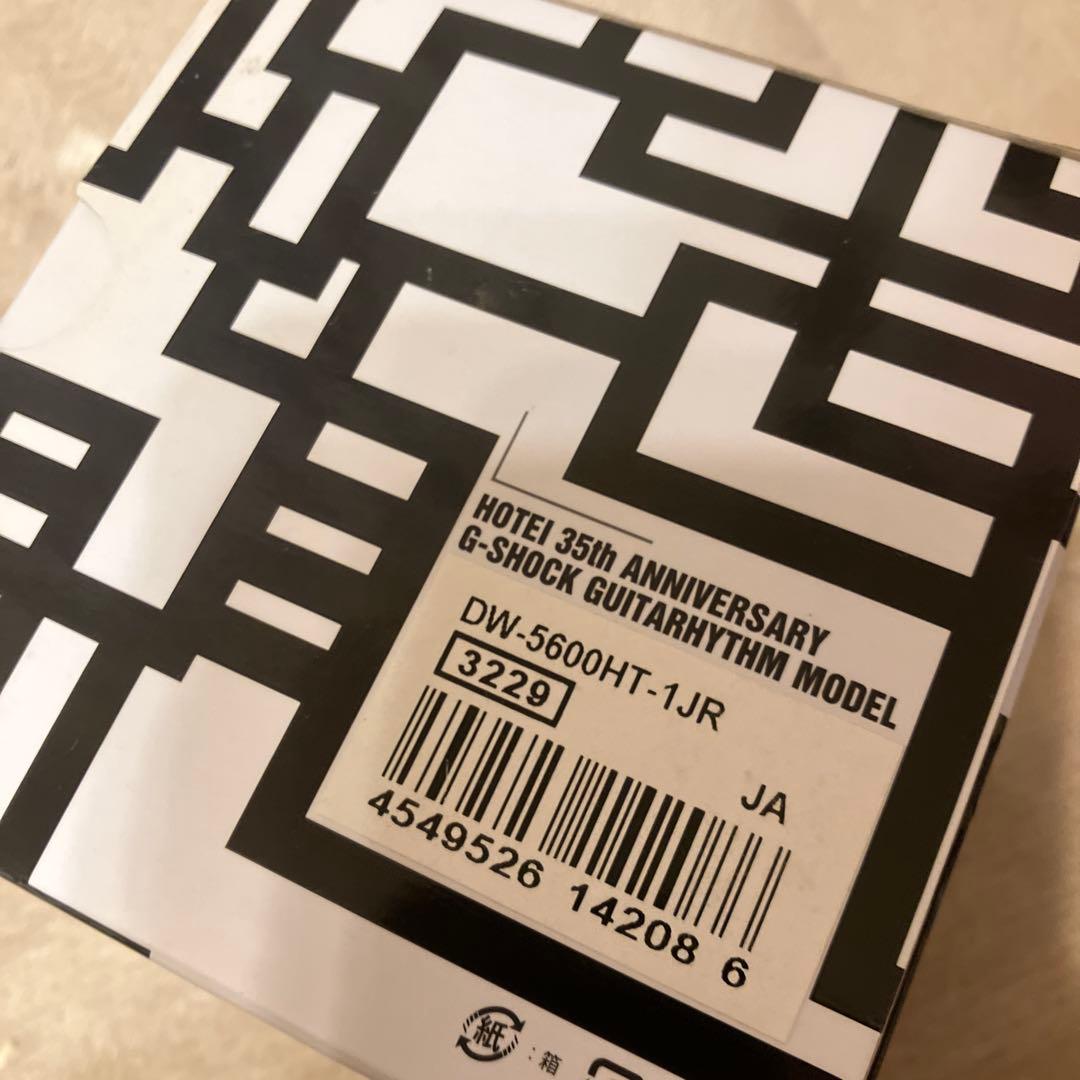 HOTEI 35th ANNIVERSARY
G-SHOCK GUITARHYTHM MODEL
DW-5600HT-1JR
3229
JA
4549526 14208 6
紙 : 箱